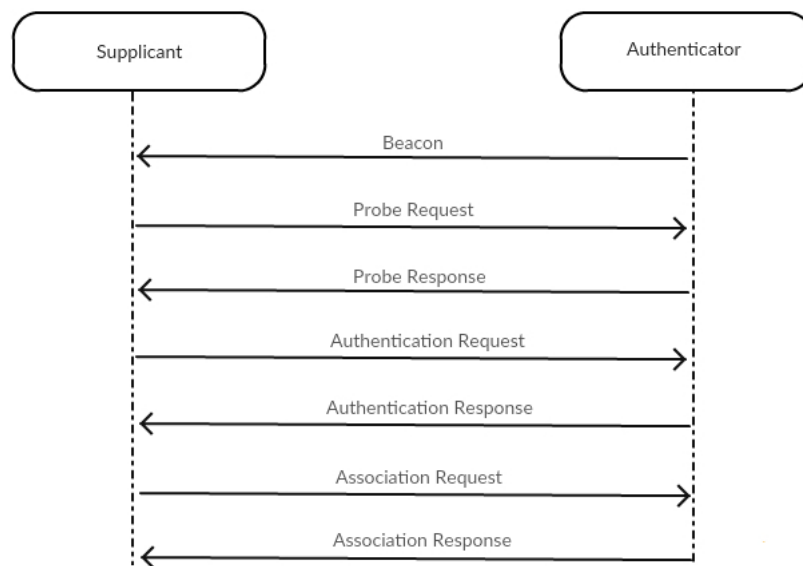 Supplicant
Authenticator
Beacon
Probe Request
Probe Response
Authentication Request
Authentication Response
Association Request
Association Response